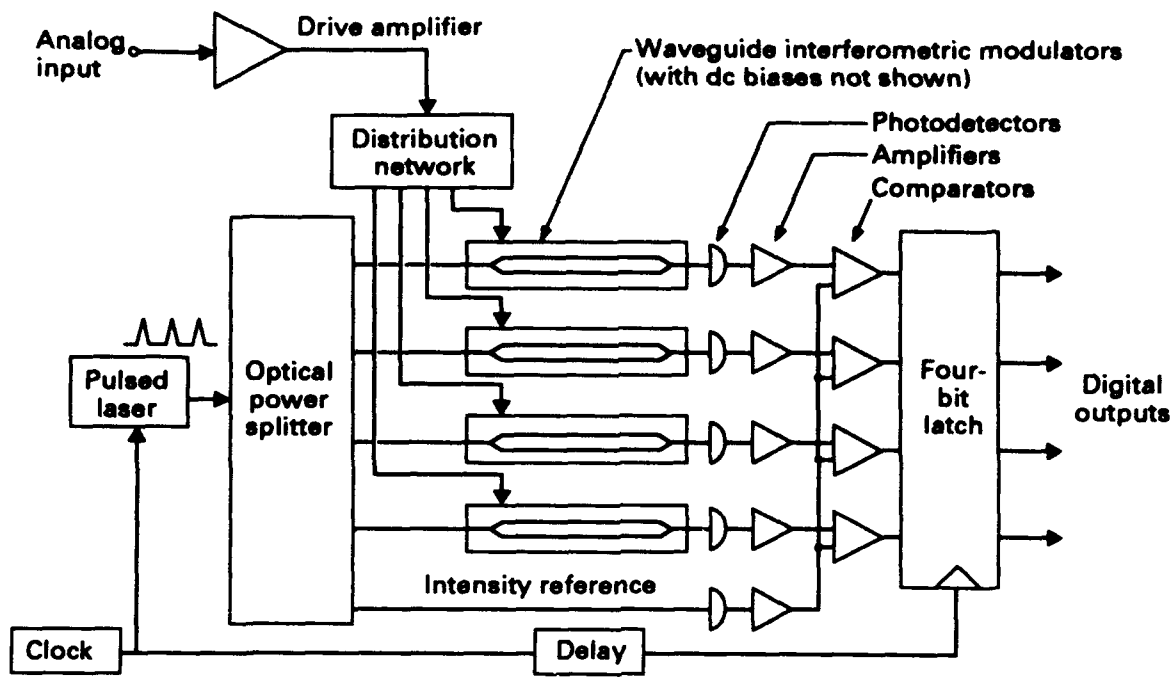 Analog
input
Drive amplifier
Waveguide interferometric modulators
(with dc biases not shown)
Photodetectors
Amplifiers
Comparators
Distribution
network
Pulsed
laser
Optical
power
splitter
Four-
bit
latch
Digital
outputs
Intensity reference
Clock
Delay